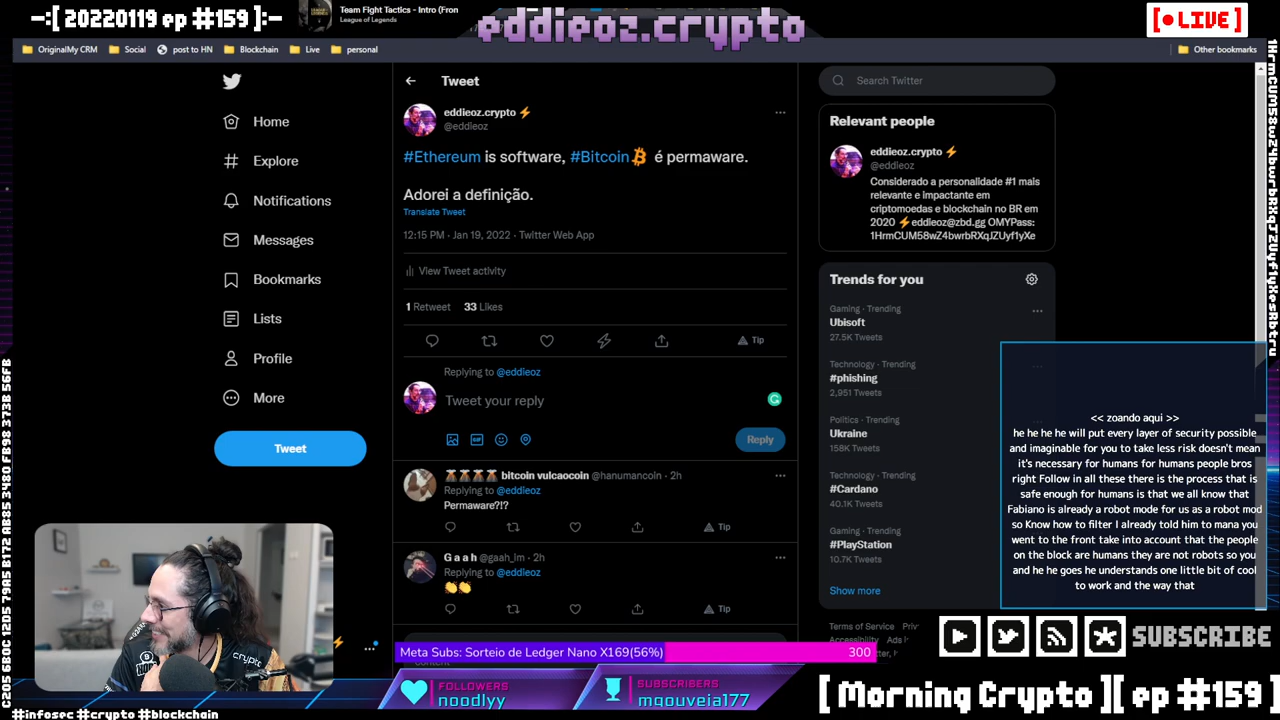 -:[ 20220119 ep #159 ]:-
Team Fight Tactics - Intro (Fron
League of Legends
eddieoz.crypto
[● LIVE]
OriginalMy CRM
Social
post to HN
Blockchain
Live
personal
Other bookmarks
Home
Explore
Notifications
Messages
Bookmarks
Lists
Profile
More
Tweet
Tweet
eddieoz.crypto ⚡
@eddieoz
#Ethereum is software, #Bitcoin é permaware.
Adorei a definição.
Translate Tweet
12:15 PM · Jan 19, 2022 · Twitter Web App
View Tweet activity
1 Retweet 33 Likes
Tip
Replying to @eddieoz
Tweet your reply
GIF
Reply
bitcoin vulcaocoin @hanumancoin · 2h
Replying to @eddieoz
Permaware?!?
Tip
G a a h @gaah_lm · 2h
Replying to @eddieoz
👏👏
Tip
Search Twitter
Relevant people
eddieoz.crypto ⚡
@eddieoz
Considerado a personalidade #1 mais
relevante e impactante em
criptomoedas e blockchain no BR em
2020 ⚡eddieoz@zbd.gg OMYPass:
1HrmCUM58wZ4bwrbRXqJZUyf1yXe
Trends for you
Gaming · Trending
Ubisoft
27.5K Tweets
Technology · Trending
#phishing
2,951 Tweets
Politics · Trending
Ukraine
158K Tweets
Technology · Trending
#Cardano
40.1K Tweets
Gaming · Trending
#PlayStation
10.7K Tweets
Show more
Terms of Service
Accessibility
<< zoando aqui >>
he he he he will put every layer of security possible
and imaginable for you to take less risk doesn't mean
it's necessary for humans for humans people bros
right Follow in all these there is the process that is
safe enough for humans is that we all know that
Fabiano is already a robot mode for us as a robot mod
so Know how to filter I already told him to mana you
went to the front take into account that the people
on the block are humans they are not robots so you
and he he goes he understands one little bit of cool
to work and the way that
SUBSCRIBE
crypto
Meta Subs: Sorteio de Ledger Nano X 169(56%)
300
FOLLOWERS
noodlyy
SUBSCRIBERS
mgouveia177
[ Morning Crypto ][ ep #159 ]
#infosec #crypto #blockchain